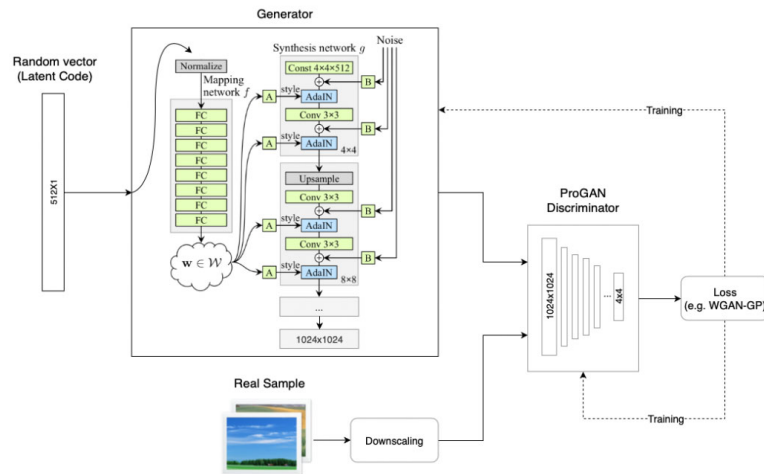 Generator
Random vector
(Latent Code)
512X1
Normalize
Mapping
network f
FC
FC
FC
FC
FC
FC
FC
FC
w ∈ W
Synthesis network g
Noise
Const 4×4×512
B
A
style
AdaIN
Conv 3×3
B
A
style
AdaIN
4×4
Upsample
Conv 3×3
B
A
style
AdaIN
Conv 3×3
B
A
style
AdaIN
8×8
...
1024x1024
Training
ProGAN
Discriminator
1024x1024
...
4x4
Loss
(e.g. WGAN-GP)
Training
Real Sample
Downscaling